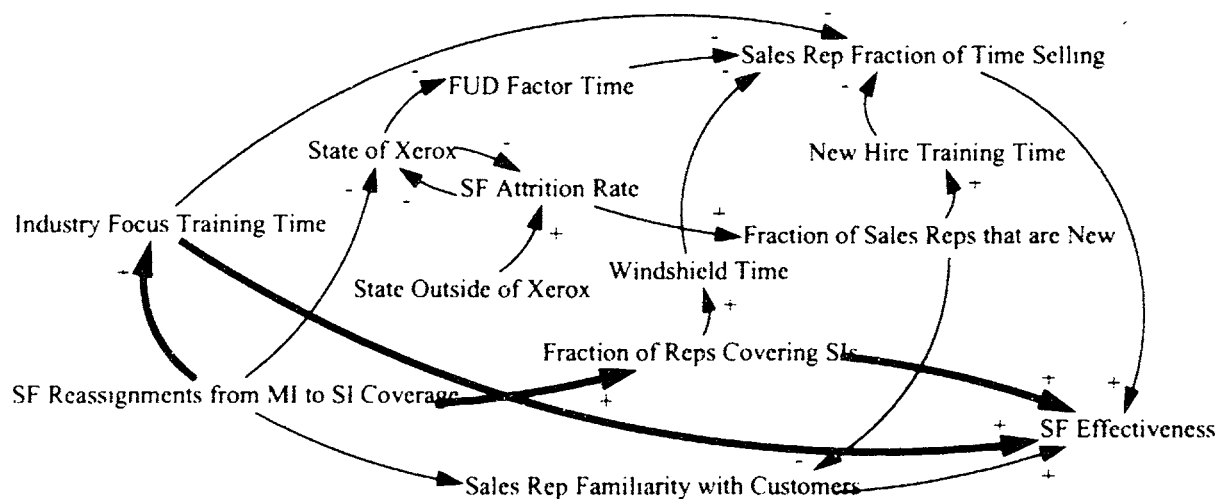 Sales Rep Fraction of Time Selling
FUD Factor Time
State of Xerox
New Hire Training Time
SF Attrition Rate
Industry Focus Training Time
Fraction of Sales Reps that are New
Windshield Time
State Outside of Xerox
Fraction of Reps Covering SIs
SF Reassignments from MI to SI Coverage
SF Effectiveness
Sales Rep Familiarity with Customers